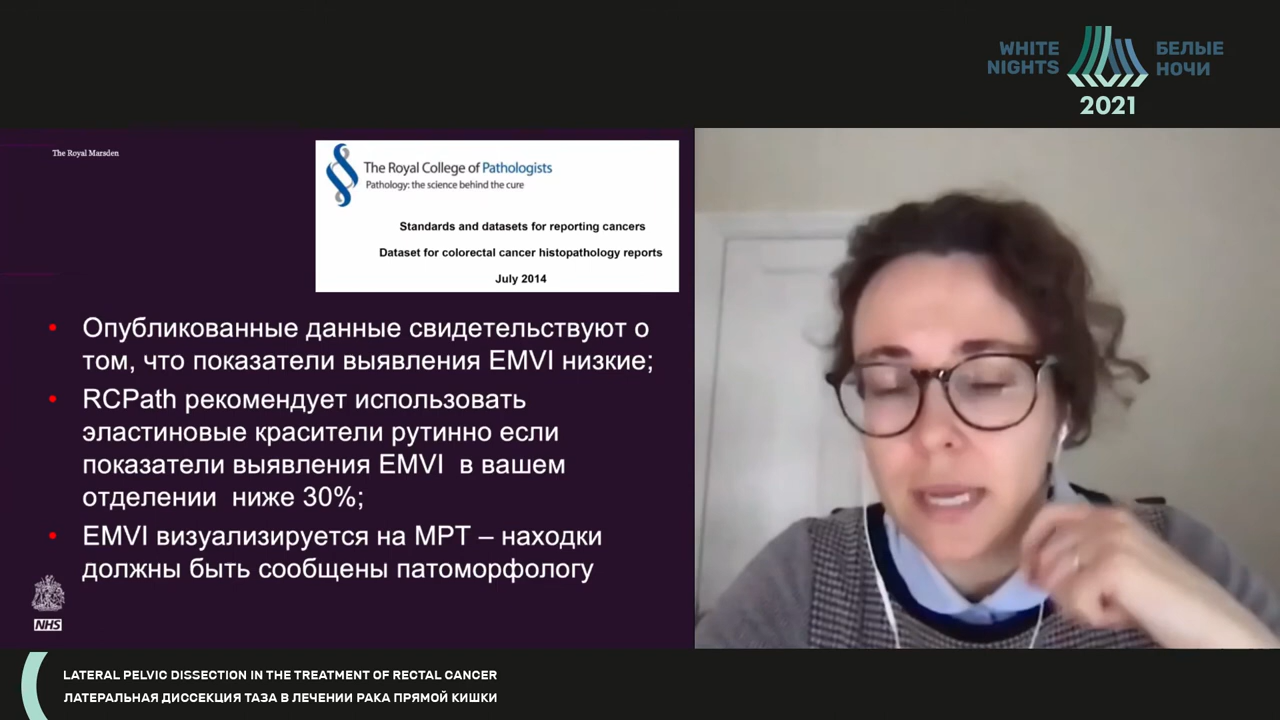 WHITE
NIGHTS
БЕЛЫЕ
НОЧИ
2021
The Royal Marsden
The Royal College of Pathologists
Pathology: the science behind the cure
Standards and datasets for reporting cancers
Dataset for colorectal cancer histopathology reports
July 2014
• Опубликованные данные свидетельствуют о
том, что показатели выявления EMVI низкие;
• RCPath рекомендует использовать
эластиновые красители рутинно если
показатели выявления EMVI в вашем
отделении ниже 30%;
• EMVI визуализируется на МРТ – находки
должны быть сообщены патоморфологу
NHS
LATERAL PELVIC DISSECTION IN THE TREATMENT OF RECTAL CANCER
ЛАТЕРАЛЬНАЯ ДИССЕКЦИЯ ТАЗА В ЛЕЧЕНИИ РАКА ПРЯМОЙ КИШКИ